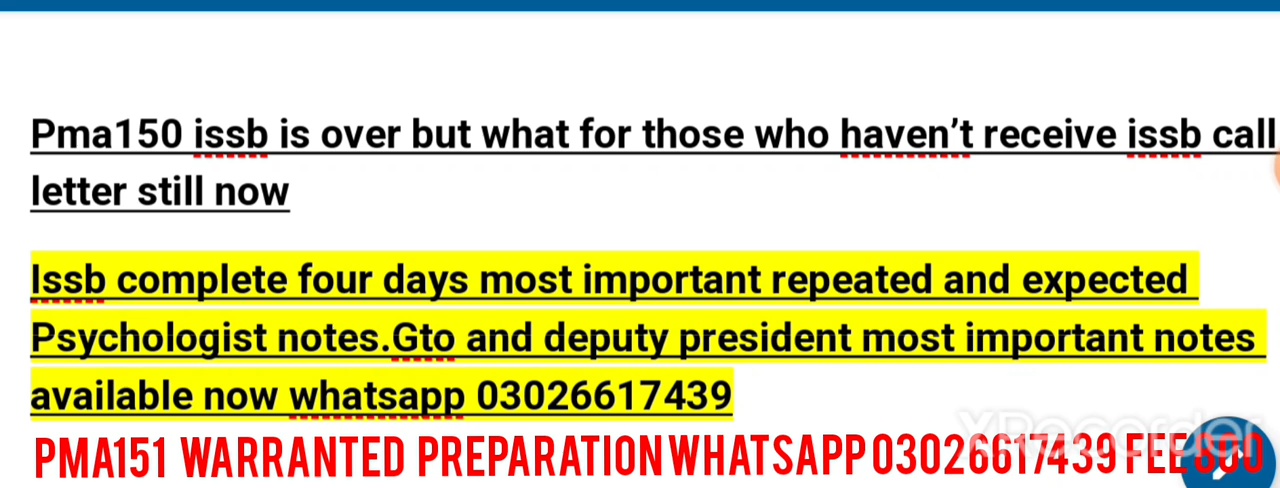 Pma150 issb is over but what for those who haven’t receive issb call
letter still now
Issb complete four days most important repeated and expected
Psychologist notes.Gto and deputy president most important notes
available now whatsapp 03026617439
XRecorder
PMA151 WARRANTED PREPARATION WHATSAPP 03026617439 FEE 800